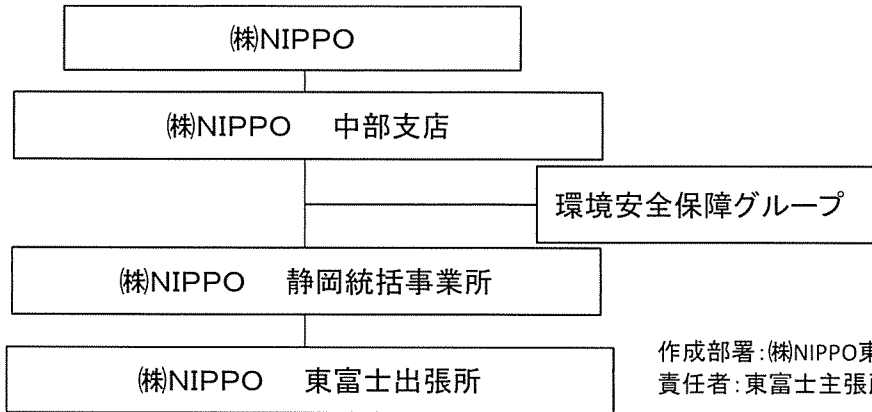 ㈱NIPPO
㈱NIPPO 中部支店
環境安全保障グループ
㈱NIPPO 静岡統括事業所
㈱NIPPO 東富士出張所
作成部署:㈱NIPPO東
責任者:東富士主張所